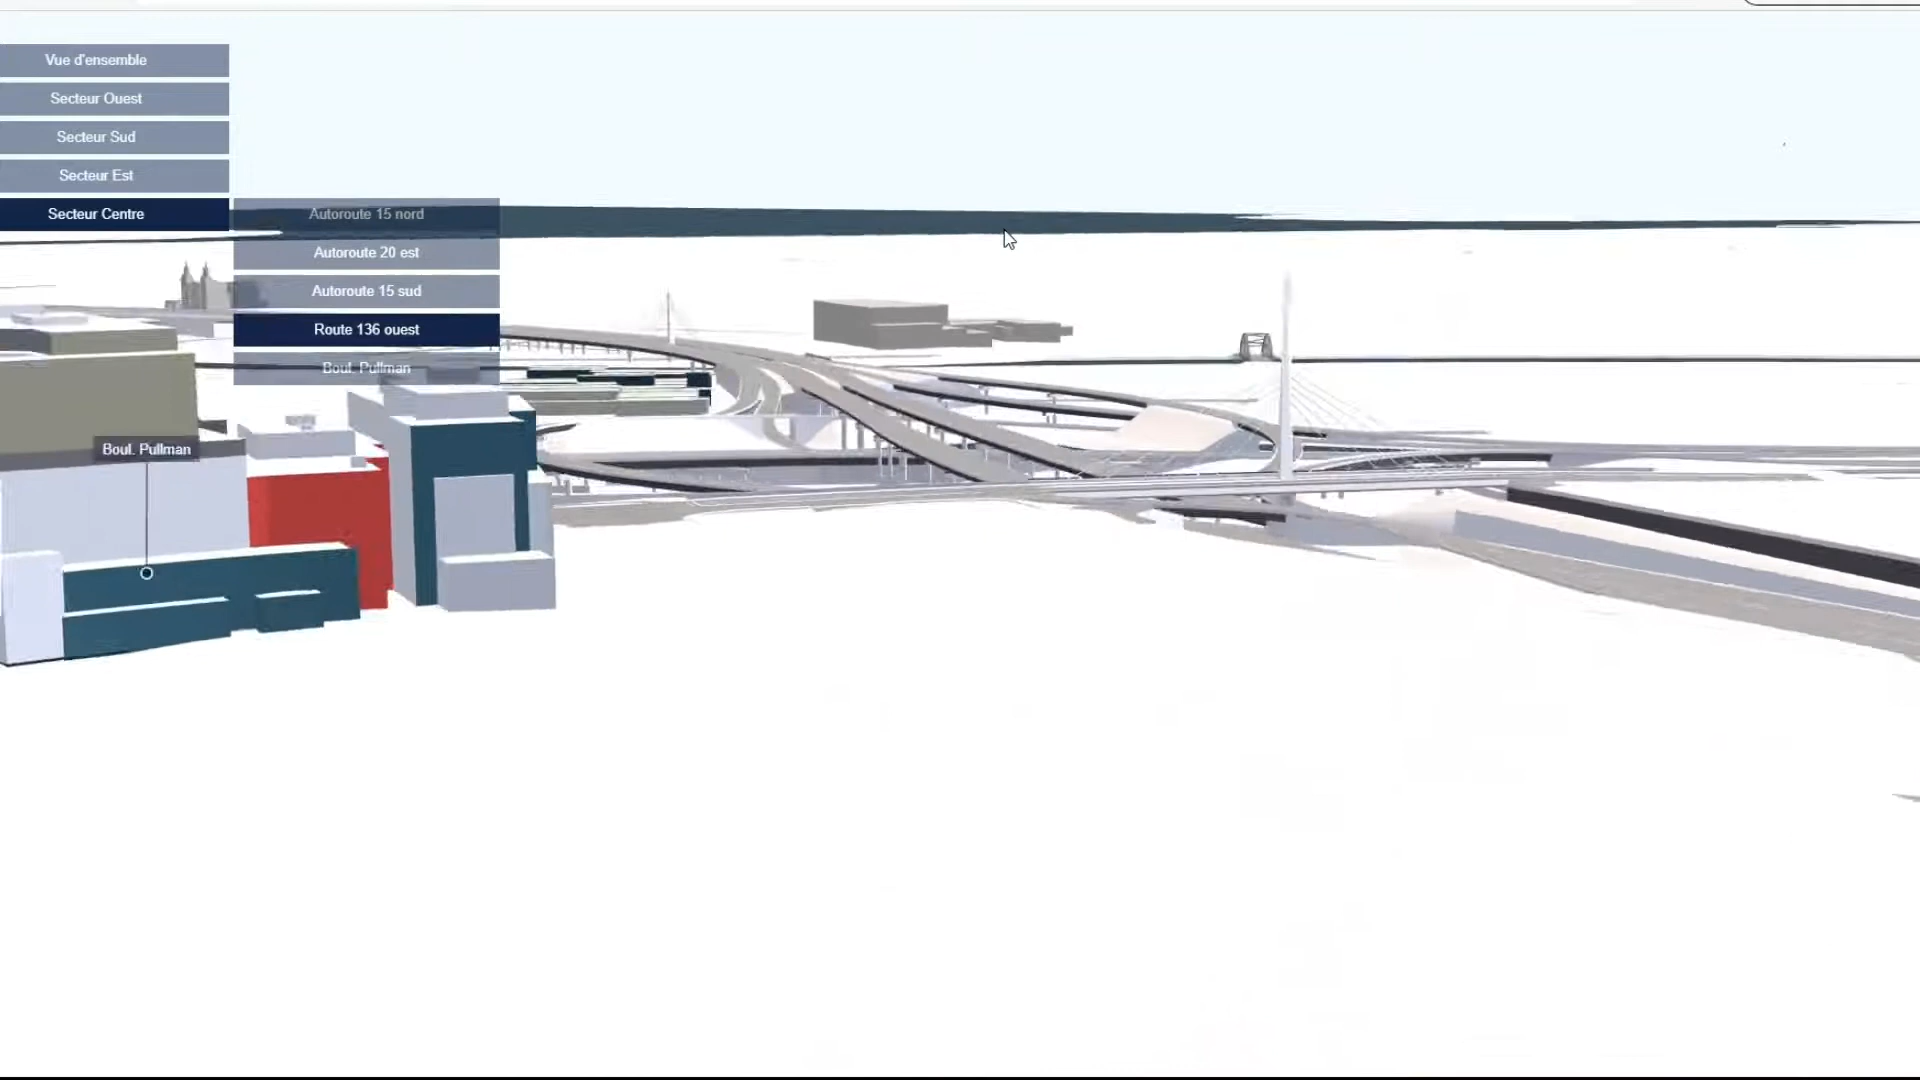 Vue d'ensemble
Secteur Ouest
Secteur Sud
Secteur Est
Secteur Centre
Autoroute 15 nord
Autoroute 20 est
Autoroute 15 sud
Route 136 ouest
Boul. Pullman
Boul. Pullman